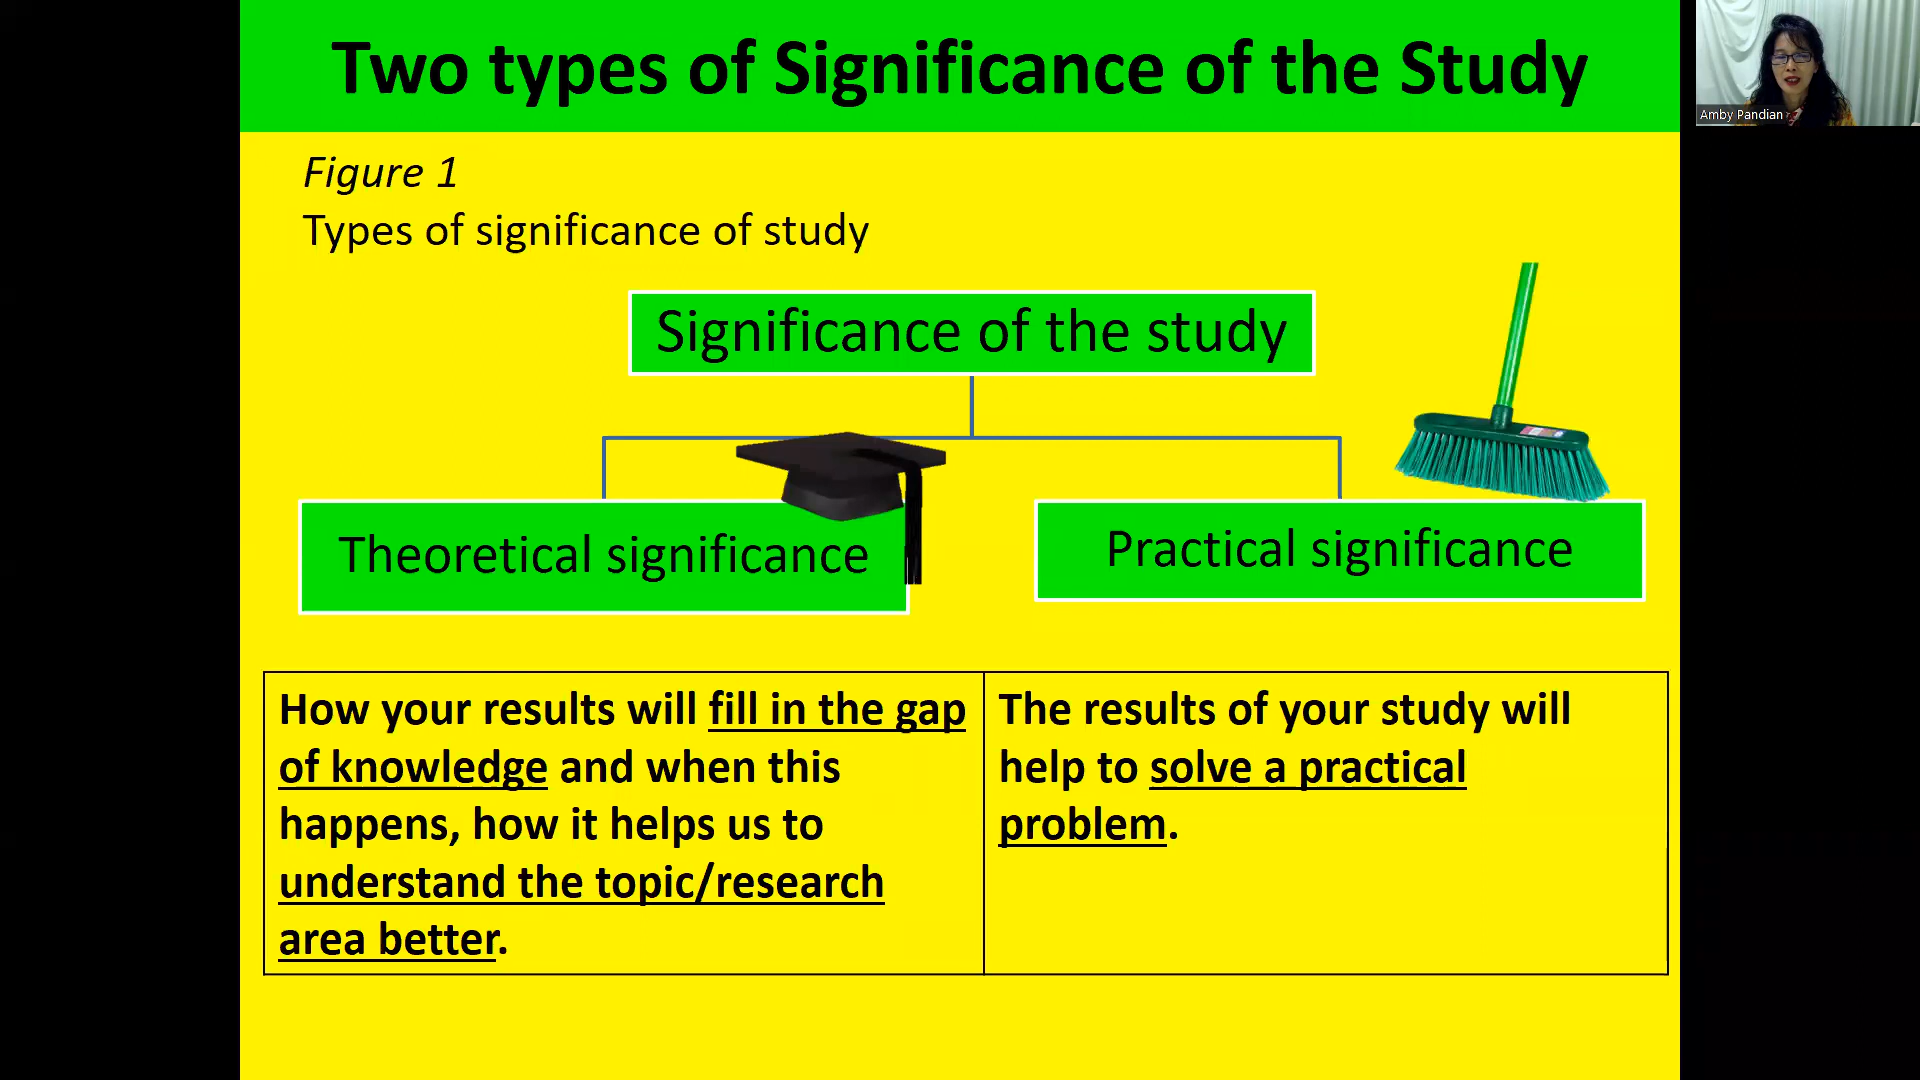 Two types of Significance of the Study
Amby Pandian
Figure 1
Types of significance of study
Significance of the study
Theoretical significance
Practical significance
How your results will fill in the gap
of knowledge and when this
happens, how it helps us to
understand the topic/research
area better.
The results of your study will
help to solve a practical
problem.